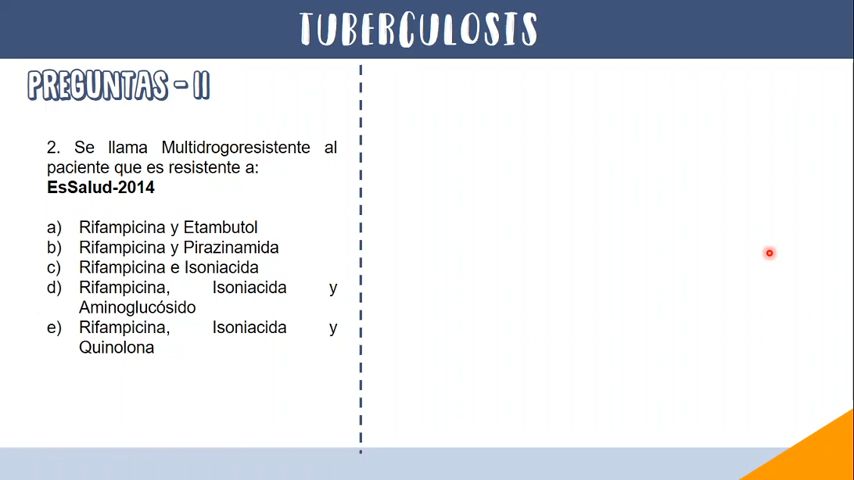 TUBERCULOSIS
PREGUNTAS - II
2. Se llama Multidrogoresistente al
paciente que es resistente a:
EsSalud-2014
a) Rifampicina y Etambutol
b) Rifampicina y Pirazinamida
c) Rifampicina e Isoniacida
d) Rifampicina, Isoniacida y
Aminoglucósido
e) Rifampicina, Isoniacida y
Quinolona